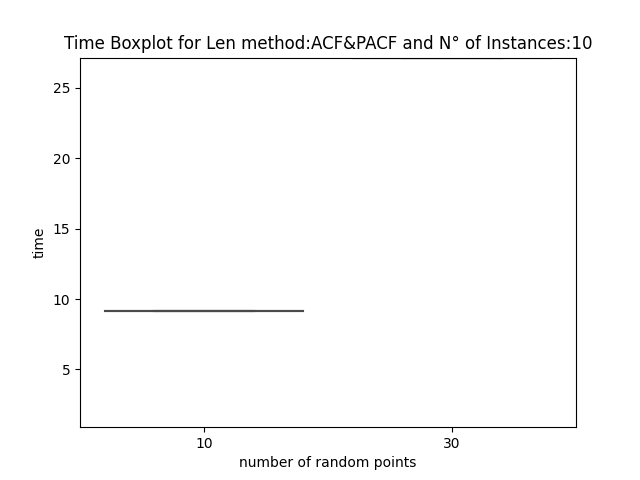 Time Boxplot for Len method:ACF&PACF and N° of Instances:10
25
20
15
10
5
time
10
30
number of random points